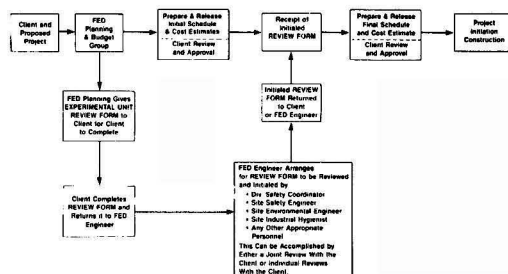 Client and
Proposed
Project
FED
Planning
& Budget
Group
Prepare & Release
Initial Schedule
& Cost Estimates
Client Review
and Approval
Receipt of
Initialed
REVIEW FORM
Prepare & Release
Final Schedule
and Cost Estimate
Client Review
and Approval
Project
Initiation
Construction
FED Planning Gives
EXPERIMENTAL UNIT
REVIEW FORM to
Client for Client
to Complete
Initialed REVIEW
FORM Returned
to Client
or FED Engineer
Client Completes
REVIEW FORM and
Returns it to FED
Engineer
FED Engineer Arranges
for REVIEW FORM to be Reviewed
and Initialed by
+ Div Safety Coordinator
+ Site Safety Engineer
+ Site Environmental Engineer
+ Site Industrial Hygienist
+ Any Other Appropriate
Personnel
This Can be Accomplished by
Either a Joint Review With the
Client or Individual Reviews
With the Client.